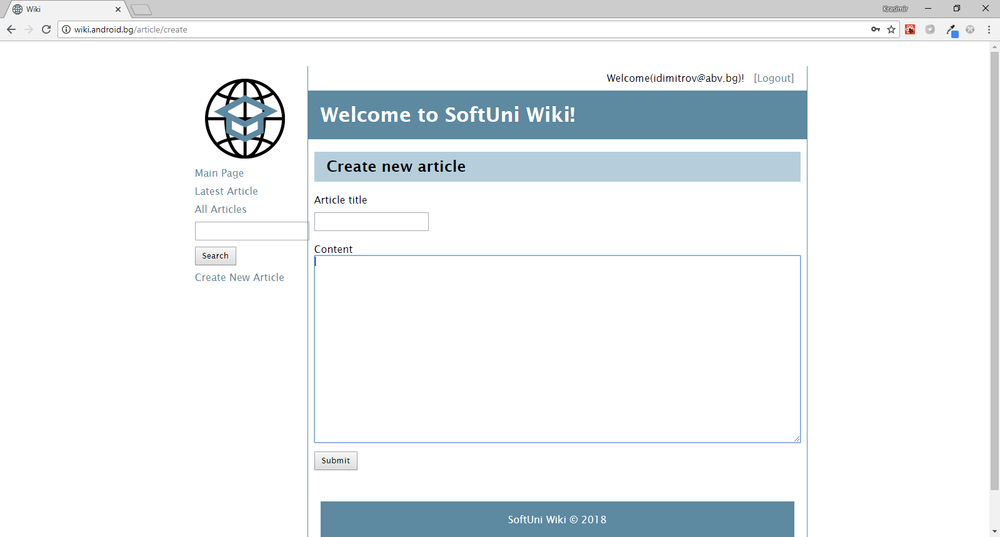 Wiki
Krasimir
wiki.android.bg/article/create
Welcome(idimitrov@abv.bg)! [Logout]
Welcome to SoftUni Wiki!
Main Page
Latest Article
All Articles
Search
Create New Article
Create new article
Article title
Content
Submit
SoftUni Wiki © 2018